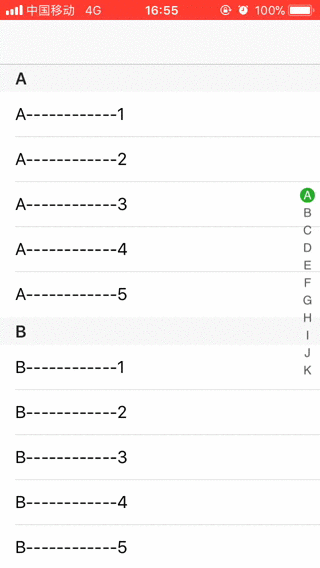 中国移动 4G 16:55 100%
A
A------------1
A------------2
A------------3
A------------4
A------------5
B
B------------1
B------------2
B------------3
B------------4
B------------5
A
B
C
D
E
F
G
H
I
J
K